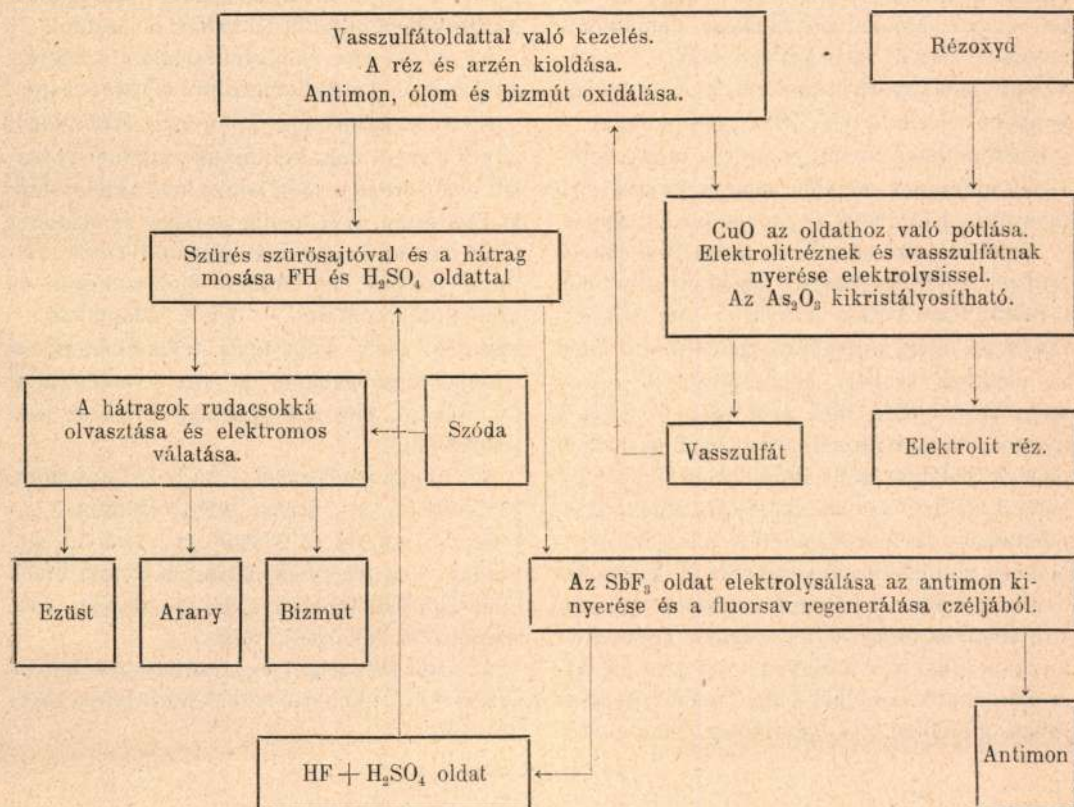 Vasszulfátoldattal való kezelés.
A réz és arzén kioldása.
Antimon, ólom és bizmút oxidálása.
Rézoxyd
Szürés szürősajtóval és a hátrag
mosása FH és H₂SO₄ oldattal
CuO az oldathoz való pótlása.
Elektrolitréznek és vasszulfátnak
nyerése elektrolysissel.
Az As₂O₃ kikristályosítható.
A hátragok rudacsokká
olvasztása és elektromos
válatása.
Szóda
Vasszulfát
Elektrolit réz.
Ezüst
Arany
Bizmut
Az SbF₃ oldat elektrolysálása az antimon ki-
nyerése és a fluorsav regenerálása czéljából.
HF + H₂SO₄ oldat
Antimon